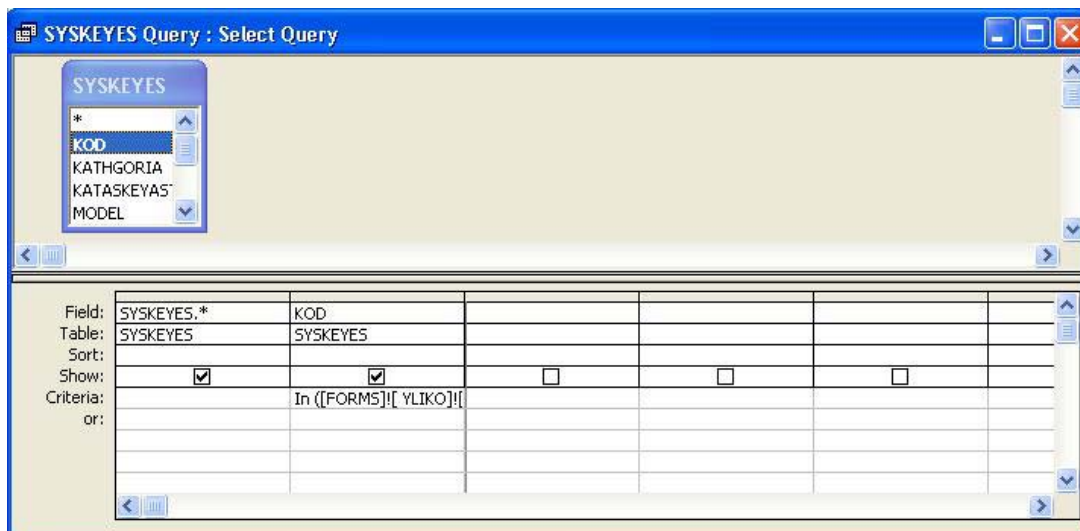 SYSKEYES Query : Select Query
SYSKEYES
*
KOD
KATHGORIA
KATASKEYAS
MODEL
Field: SYSKEYES.* KOD
Table: SYSKEYES SYSKEYES
Sort:
Show:
Criteria: In ([FORMS]![ YLIKO]![
or: